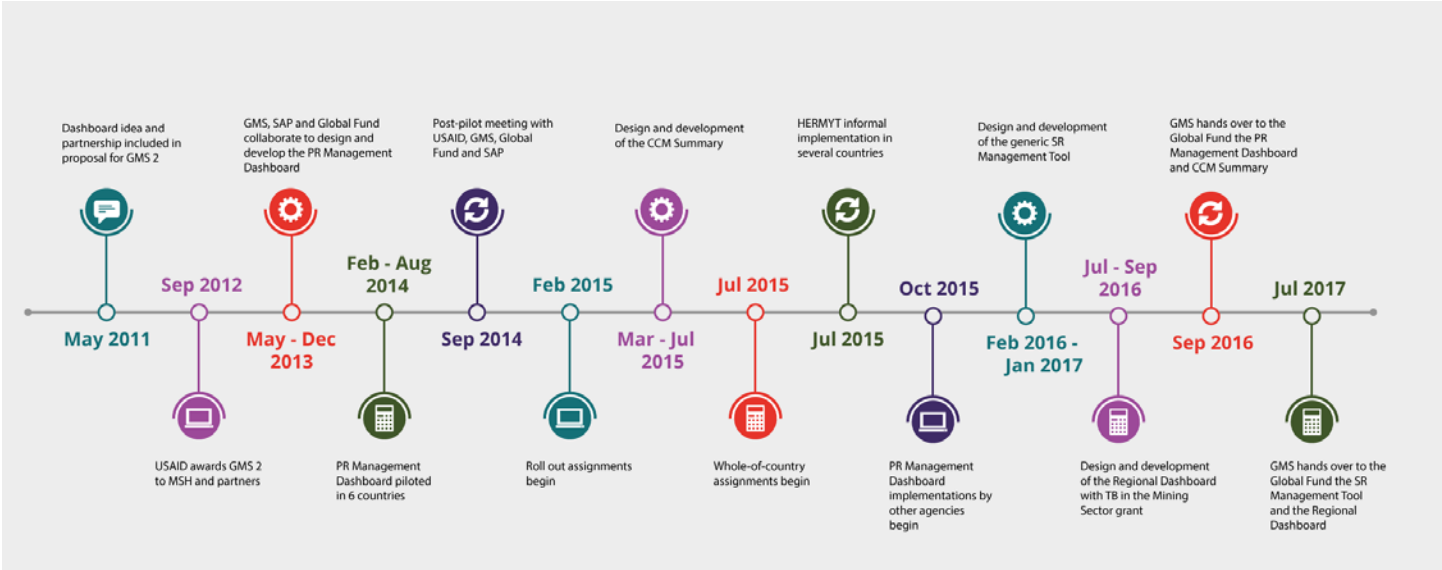 Dashboard idea and
partnership included in
proposal for GMS 2
GMS, SAP and Global Fund
collaborate to design and
develop the PR Management
Dashboard
Post-pilot meeting with
USAID, GMS, Global
Fund and SAP
Design and development
of the CCM Summary
HERMYT informal
implementation in
several countries
Design and development
of the generic SR
Management Tool
GMS hands over to the
Global Fund the PR
Management Dashboard
and CCM Summary
May 2011
Sep 2012
May - Dec
2013
Feb - Aug
2014
Sep 2014
Feb 2015
Mar - Jul
2015
Jul 2015
Jul 2015
Oct 2015
Feb 2016 -
Jan 2017
Jul - Sep
2016
Sep 2016
Jul 2017
USAID awards GMS 2
to MSH and partners
PR Management
Dashboard piloted
in 6 countries
Roll out assignments
begin
Whole-of-country
assignments begin
PR Management
Dashboard
implementations by
other agencies
begin
Design and development
of the Regional Dashboard
with TB in the Mining
Sector grant
GMS hands over to the
Global Fund the SR
Management Tool
and the Regional
Dashboard